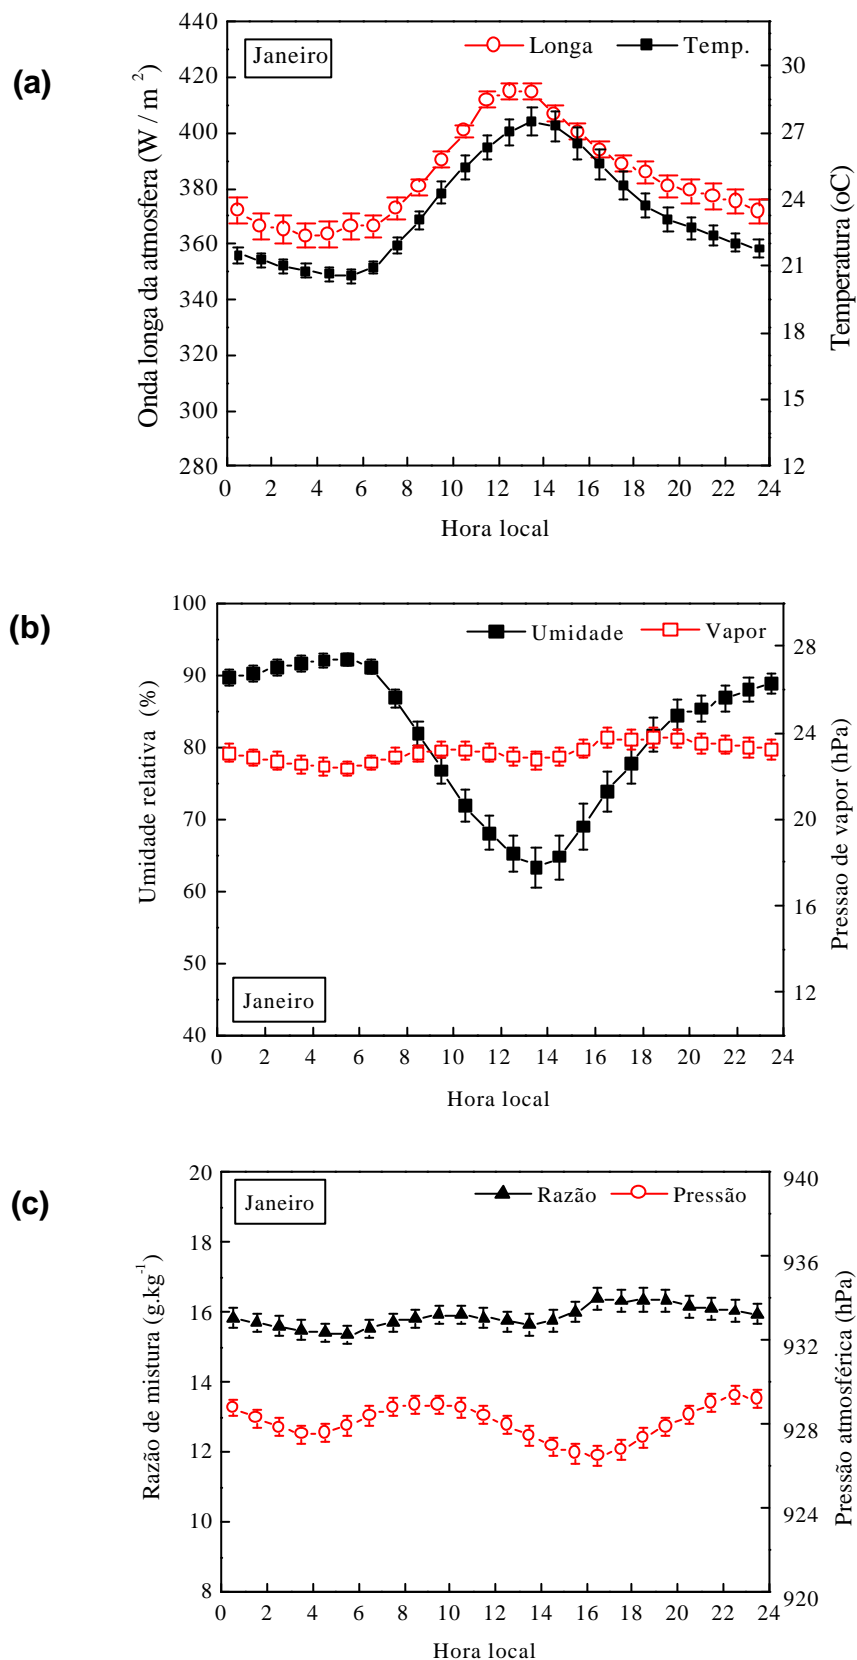 (a)
Janeiro
Longa
Temp.
Onda longa da atmosfera (W / m 2)
440
420
400
380
360
340
320
300
280
30
27
24
21
18
15
12
Temperatura (oC)
0 2 4 6 8 10 12 14 16 18 20 22 24
Hora local
(b)
Umidade
Vapor
Umidade relativa (%)
100
90
80
70
60
50
40
28
24
20
16
12
Pressao de vapor (hPa)
Janeiro
0 2 4 6 8 10 12 14 16 18 20 22 24
Hora local
(c)
Janeiro
Razão
Pressão
Razão de mistura (g.kg-1)
20
18
16
14
12
10
8
940
936
932
928
924
920
Pressão atmosférica (hPa)
0 2 4 6 8 10 12 14 16 18 20 22 24
Hora local